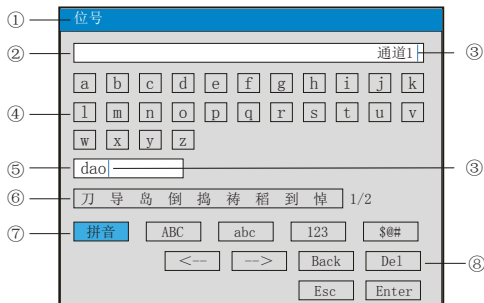 ① 位号
② 通道1 ③
a b c d e f g h i j k
④ l m n o p q r s t u v
w x y z
⑤ dao ③
⑥ 刀 导 岛 倒 捣 祷 稻 到 悼 1/2
⑦ 拼音 ABC abc 123 $@#
<-- --> Back Del ⑧
Esc Enter